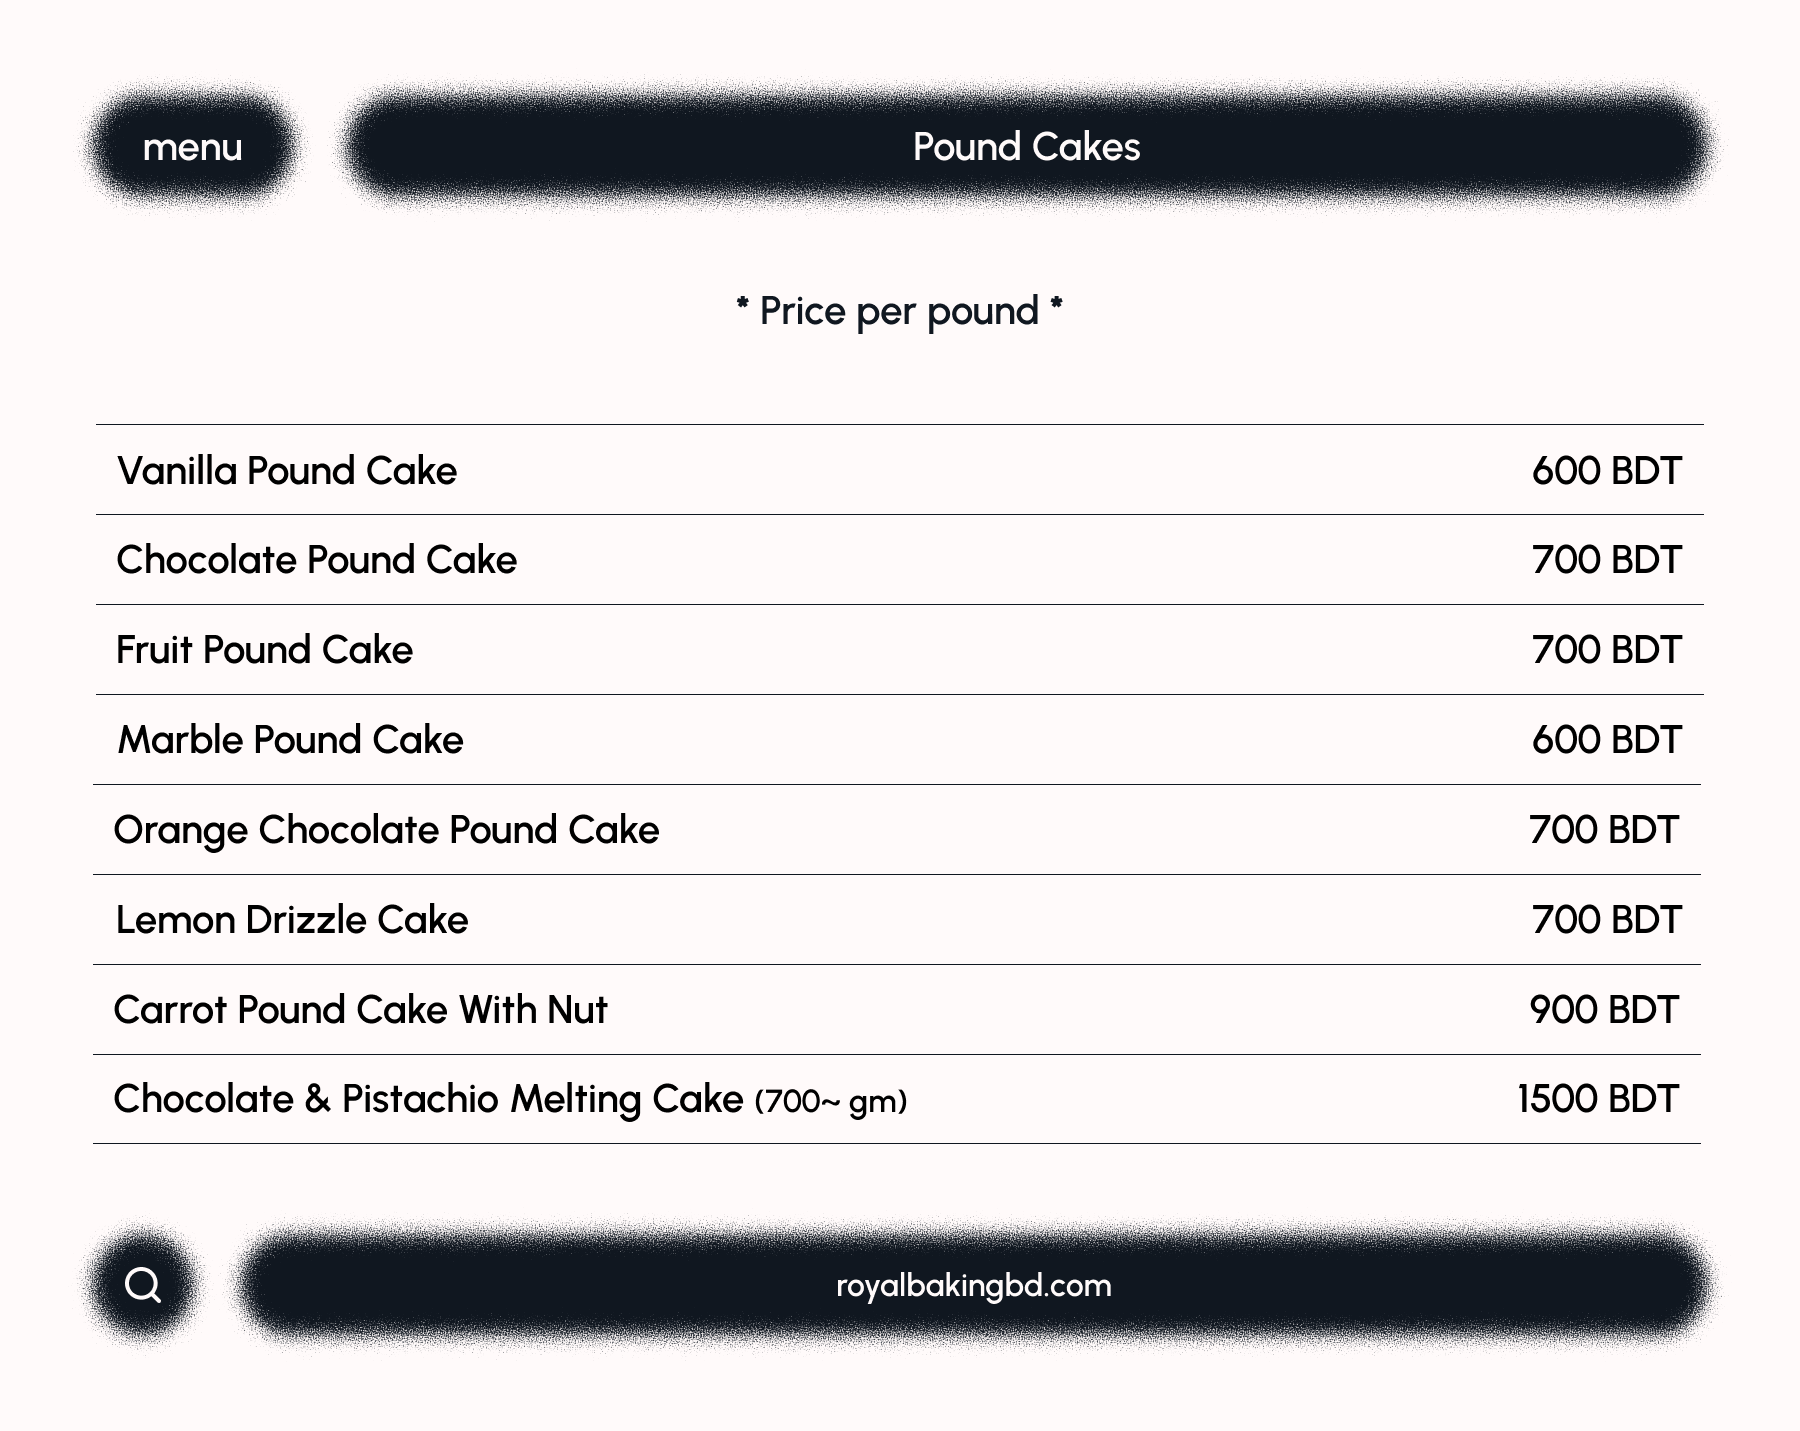 menu
Pound Cakes
* Price per pound *
Vanilla Pound Cake 600 BDT
Chocolate Pound Cake 700 BDT
Fruit Pound Cake 700 BDT
Marble Pound Cake 600 BDT
Orange Chocolate Pound Cake 700 BDT
Lemon Drizzle Cake 700 BDT
Carrot Pound Cake With Nut 900 BDT
Chocolate & Pistachio Melting Cake (700~ gm) 1500 BDT
royalbakingbd.com